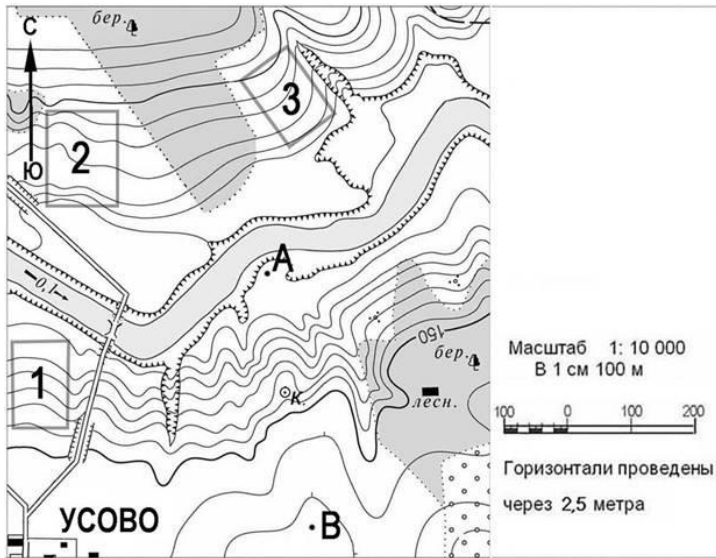 бер.
С
3
2
Ю
А
0,1
150
бер.
1
К.
лесн.
УСОВО
В
Масштаб 1: 10 000
В 1 см 100 м
100 0 100 200
Горизонтали проведены
через 2,5 метра